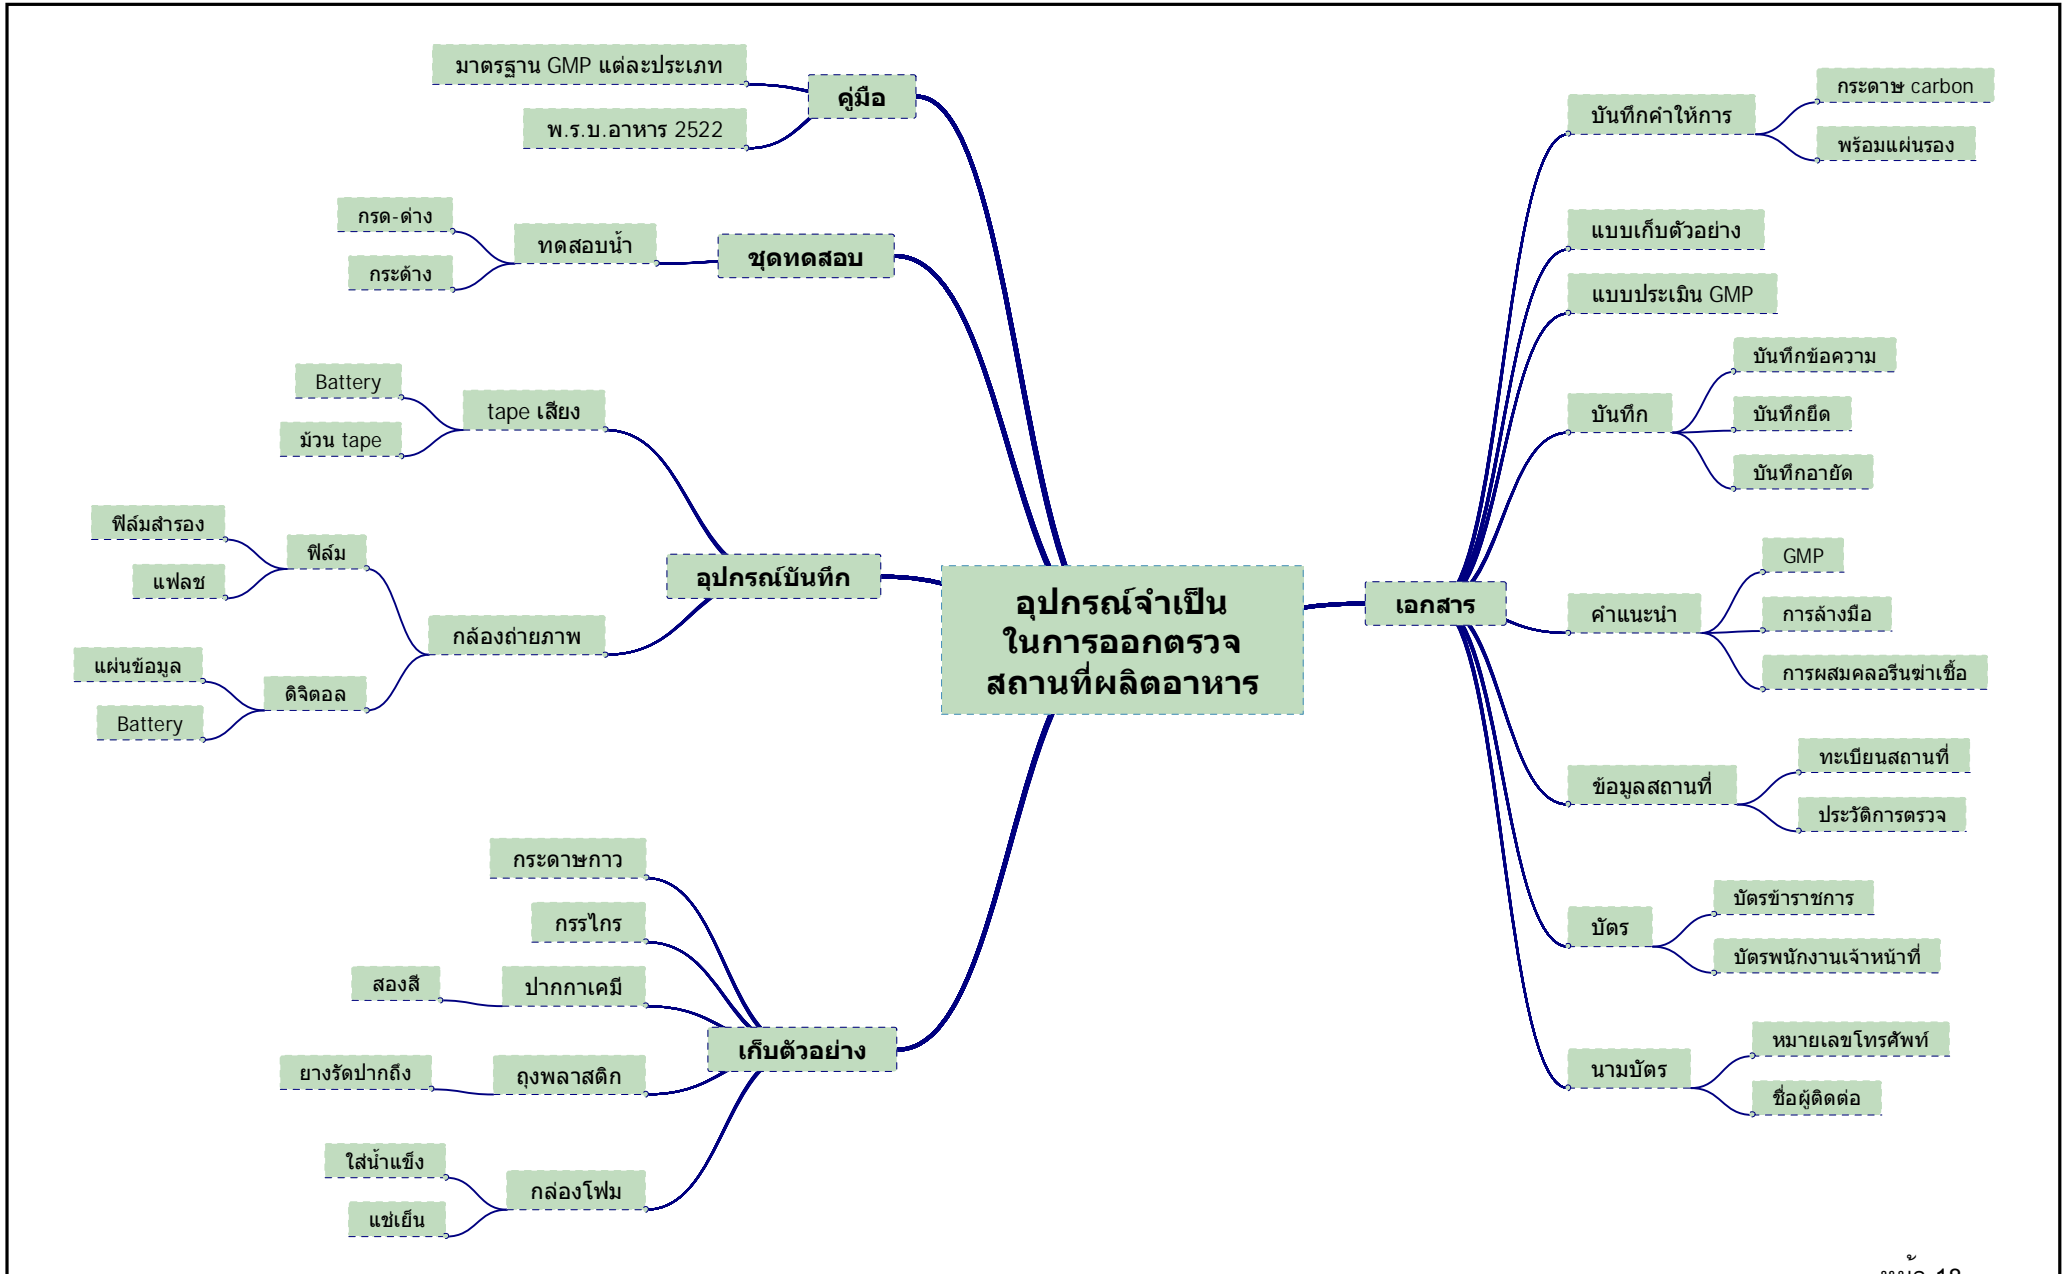 อุปกรณ์จำเป็น
ในการออกตรวจ
สถานที่ผลิตอาหาร
คู่มือ
มาตรฐาน GMP แต่ละประเภท
พ.ร.บ.อาหาร 2522
ชุดทดสอบ
ทดสอบน้ำ
กรด-ด่าง
กระด้าง
อุปกรณ์บันทึก
tape เสียง
Battery
ม้วน tape
กล้องถ่ายภาพ
ฟิล์ม
ฟิล์มสำรอง
แฟลช
ดิจิตอล
แผ่นข้อมูล
Battery
เก็บตัวอย่าง
กระดาษกาว
กรรไกร
ปากกาเคมี
สองสี
ถุงพลาสติก
ยางรัดปากถึง
กล่องโฟม
ใส่น้ำแข็ง
แช่เย็น
เอกสาร
บันทึกคำให้การ
กระดาษ carbon
พร้อมแผ่นรอง
แบบเก็บตัวอย่าง
แบบประเมิน GMP
บันทึก
บันทึกข้อความ
บันทึกยึด
บันทึกอายัด
คำแนะนำ
GMP
การล้างมือ
การผสมคลอรีนฆ่าเชื้อ
ข้อมูลสถานที่
ทะเบียนสถานที่
ประวัติการตรวจ
บัตร
บัตรข้าราชการ
บัตรพนักงานเจ้าหน้าที่
นามบัตร
หมายเลขโทรศัพท์
ชื่อผู้ติดต่อ